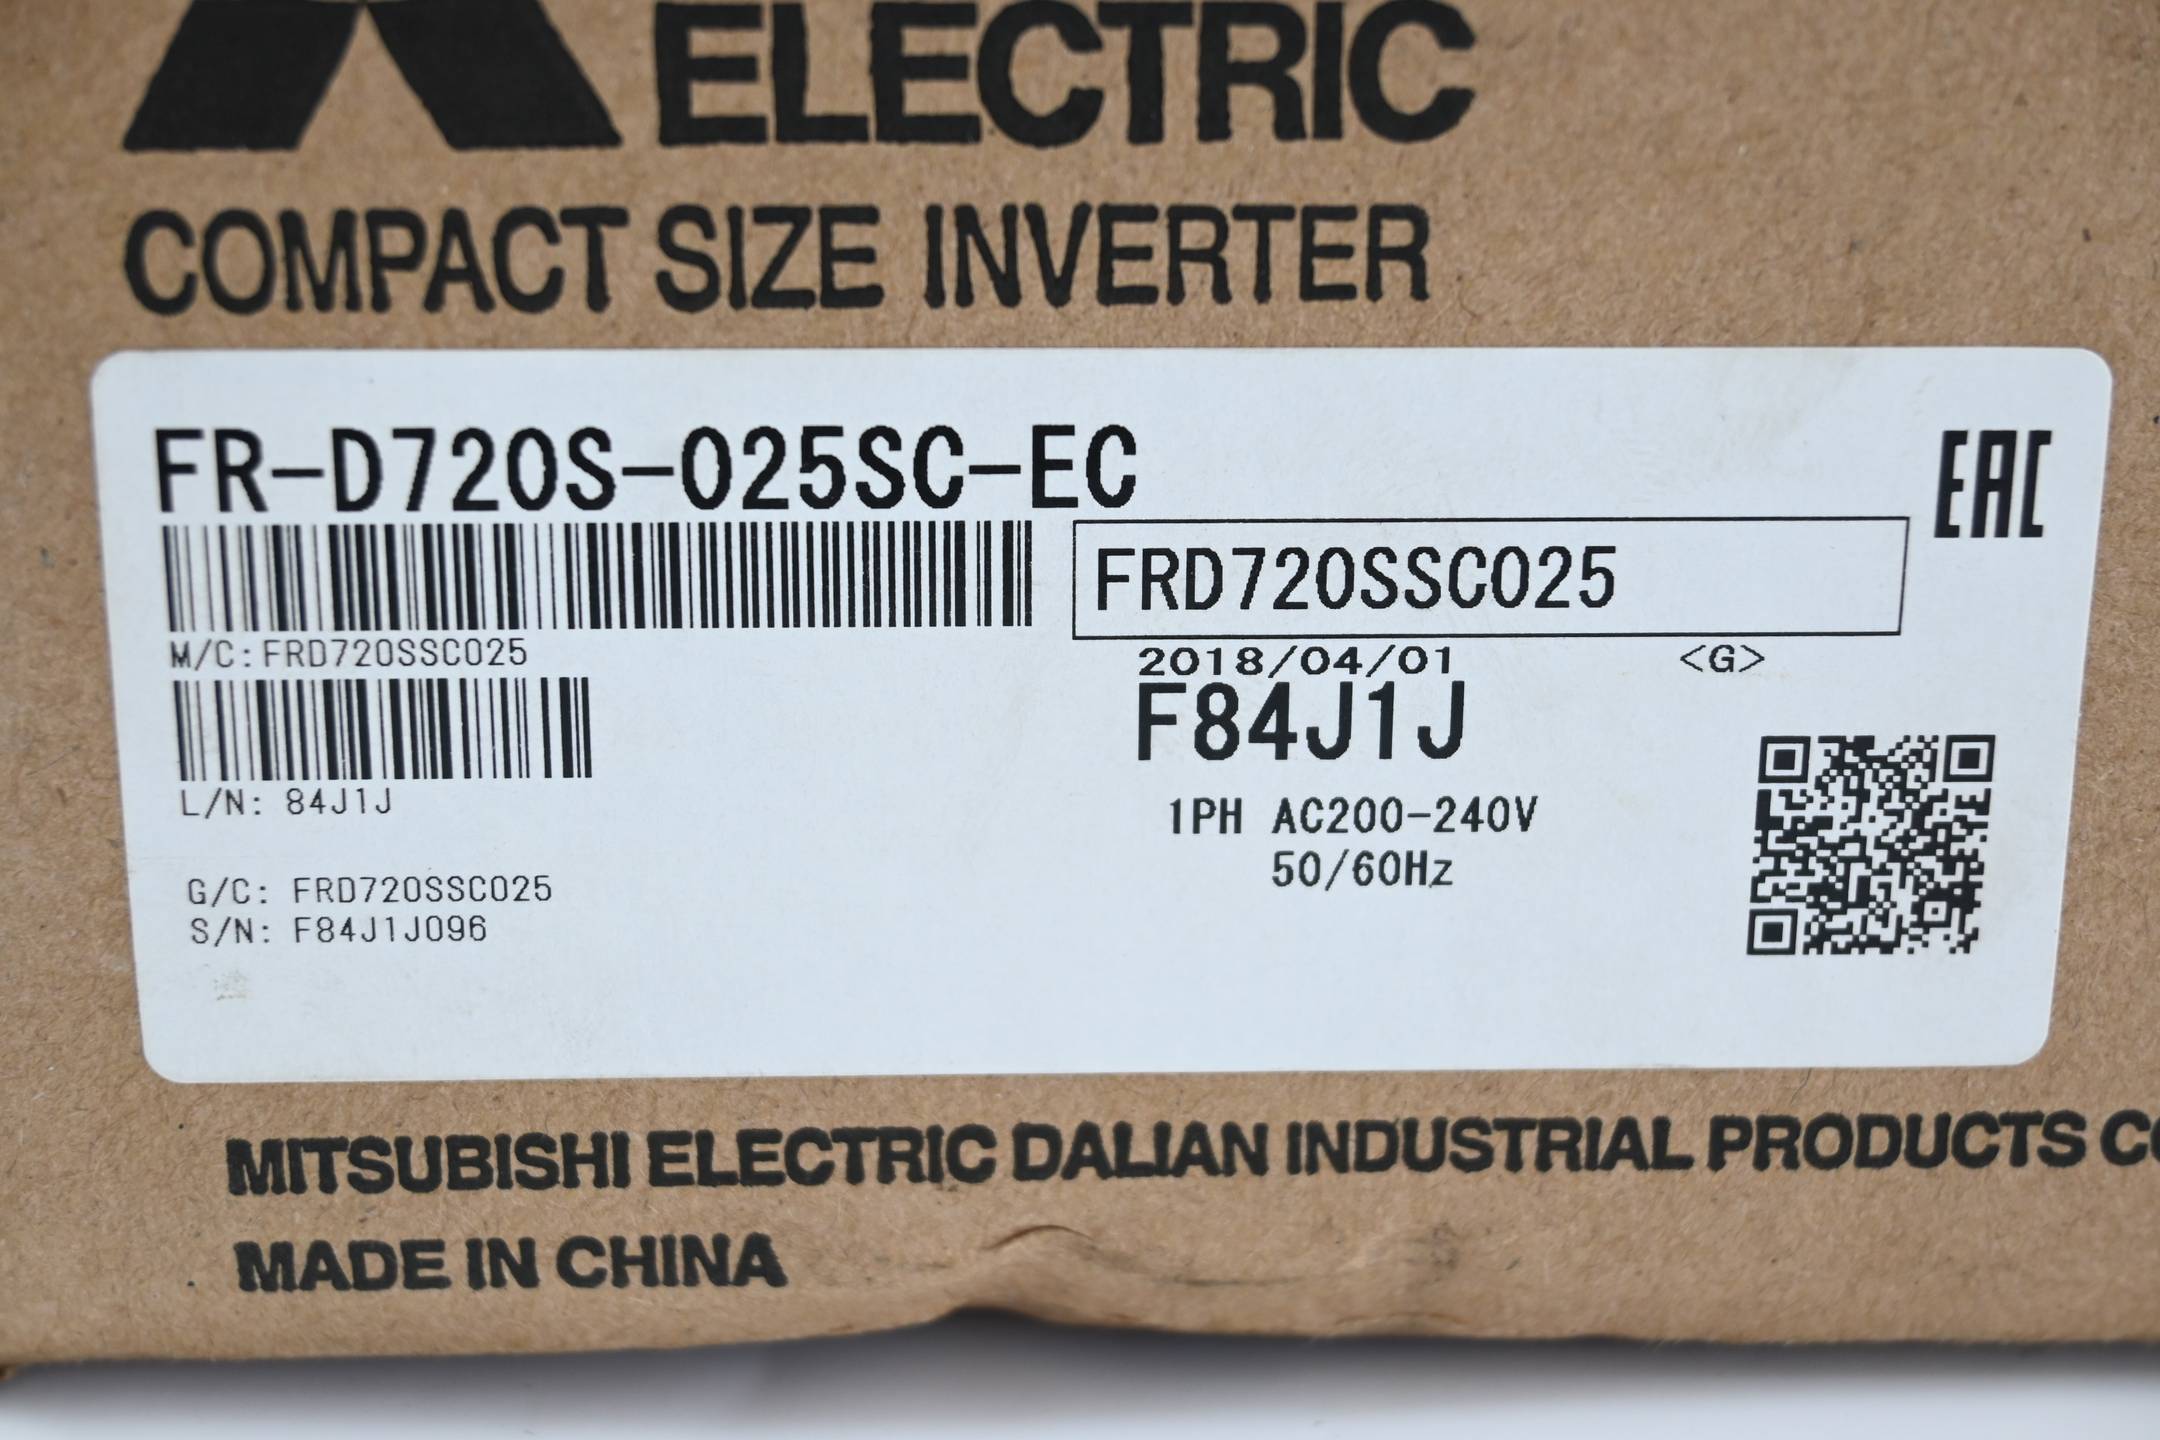 ELECTRIC
COMPACT SIZE INVERTER
FR-D720S-025SC-EC
EAC
FRD720SSC025
M/C:FRD720SSC025
2018/04/01 <G>
F84J1J
L/N: 84J1J
1PH AC200-240V
50/60Hz
G/C: FRD720SSC025
S/N: F84J1J096
MITSUBISHI ELECTRIC DALIAN INDUSTRIAL PRODUCTS
MADE IN CHINA